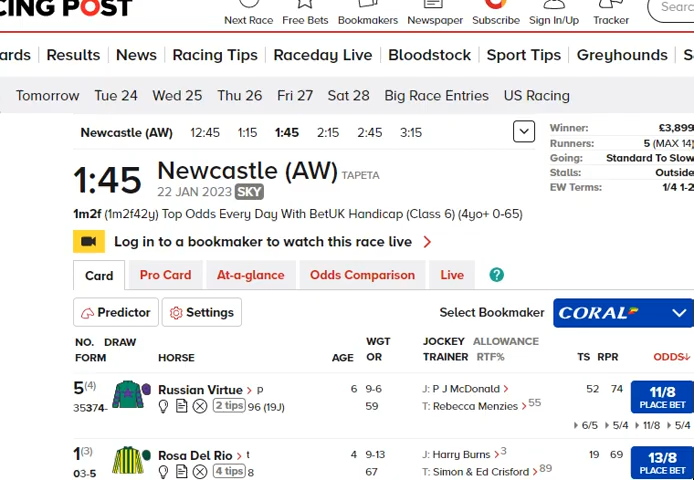 CING POST
Next Race Free Bets Bookmakers Newspaper Subscribe Sign In/Up Tracker
Searc
ards Results News Racing Tips Raceday Live Bloodstock Sport Tips Greyhounds S
Tomorrow Tue 24 Wed 25 Thu 26 Fri 27 Sat 28 Big Race Entries US Racing
Newcastle (AW) 12:45 1:15 1:45 2:15 2:45 3:15
Winner: £3,899
Runners: 5 (MAX 14)
Going: Standard To Slow
Stalls: Outside
EW Terms: 1/4 1-2
1:45 Newcastle (AW) TAPETA
22 JAN 2023 SKY
1m2f (1m2f42y) Top Odds Every Day With BetUK Handicap (Class 6) (4yo+ 0-65)
Log in to a bookmaker to watch this race live
Card Pro Card At-a-glance Odds Comparison Live ?
Predictor Settings Select Bookmaker CORAL
NO. DRAW WGT JOCKEY ALLOWANCE
FORM HORSE AGE OR TRAINER RTF% TS RPR ODDS
5(4) Russian Virtue p 6 9-6 J: P J McDonald 52 74 11/8
35374- 2 tips 96 (19J) 59 T: Rebecca Menzies 55 PLACE BET
6/5 5/4 11/8 5/4
1(3) Rosa Del Rio t 4 9-13 J: Harry Burns 3 19 69 13/8
03-5 4 tips 8 67 T: Simon & Ed Crisford 89 PLACE BET